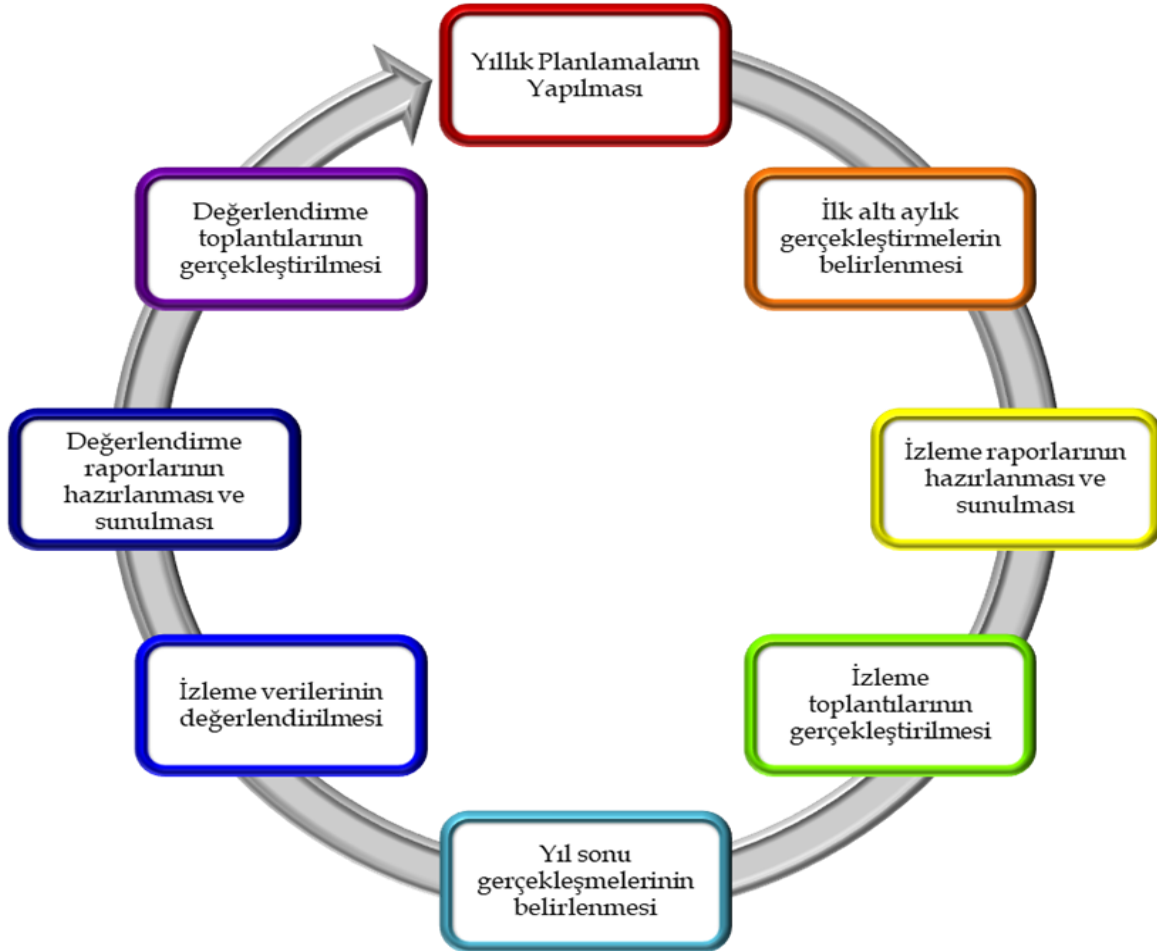 Yıllık Planlamaların
Yapılması
İlk altı aylık
gerçekleştirmelerin
belirlenmesi
İzleme raporlarının
hazırlanması ve
sunulması
İzleme
toplantılarının
gerçekleştirilmesi
Yıl sonu
gerçekleşmelerinin
belirlenmesi
İzleme verilerinin
değerlendirilmesi
Değerlendirme
raporlarının
hazırlanması ve
sunulması
Değerlendirme
toplantılarının
gerçekleştirilmesi